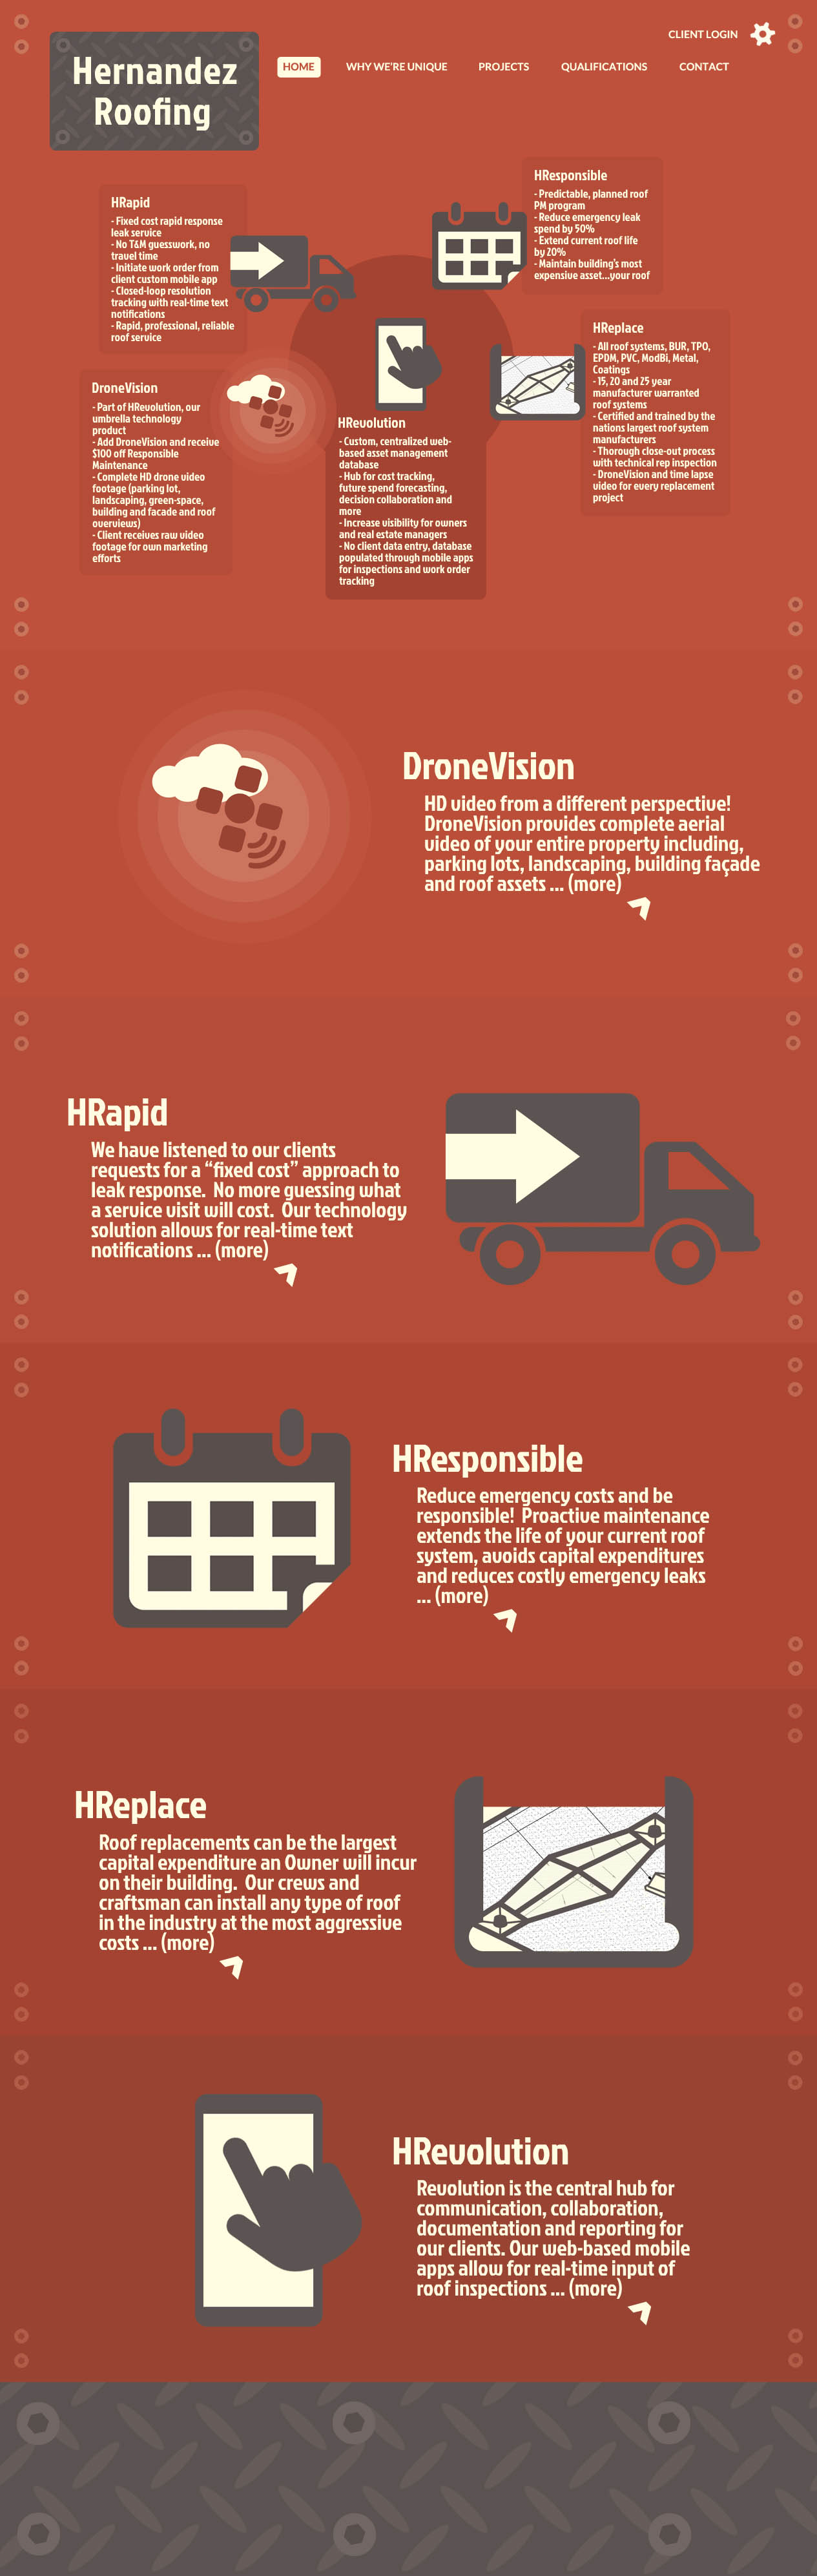 CLIENT LOGIN
Hernandez
Roofing
HOME
WHY WE'RE UNIQUE
PROJECTS
QUALIFICATIONS
CONTACT
HResponsible
- Predictable, planned roof
PM program
- Reduce emergency leak
spend by 50%
- Extend current roof life
by 20%
- Maintain building's most
expensive asset...your roof
HRapid
- Fixed cost rapid response
leak service
- No T&M guesswork, no
travel time
- Initiate work order from
client custom mobile app
- Closed-loop resolution
tracking with real-time text
notifications
- Rapid, professional, reliable
roof service
HReplace
- All roof systems, BUR, TPO,
EPDM, PVC, ModBi, Metal,
Coatings
- 15, 20 and 25 year
manufacturer warranted
roof systems
- Certified and trained by the
nations largest roof system
manufacturers
- Thorough close-out process
with technical rep inspection
- DroneVision and time lapse
video for every replacement
project
DroneVision
- Part of HRevolution, our
umbrella technology
product
- Add DroneVision and receive
$100 off Responsible
Maintenance
- Complete HD drone video
footage (parking lot,
landscaping, green-space,
building and facade and roof
overviews)
- Client receives raw video
footage for own marketing
efforts
HRevolution
- Custom, centralized web-
based asset management
database
- Hub for cost tracking,
future spend forecasting,
decision collaboration and
more
- Increase visibility for owners
and real estate managers
- No client data entry, database
populated through mobile apps
for inspections and work order
tracking
DroneVision
HD video from a different perspective!
DroneVision provides complete aerial
video of your entire property including,
parking lots, landscaping, building façade
and roof assets ... (more)
HRapid
We have listened to our clients
requests for a “fixed cost” approach to
leak response.  No more guessing what
a service visit will cost.  Our technology
solution allows for real-time text
notifications ... (more)
HResponsible
Reduce emergency costs and be
responsible!  Proactive maintenance
extends the life of your current roof
system, avoids capital expenditures
and reduces costly emergency leaks
... (more)
HReplace
Roof replacements can be the largest
capital expenditure an Owner will incur
on their building.  Our crews and
craftsman can install any type of roof
in the industry at the most aggressive
costs ... (more)
HRevolution
Revolution is the central hub for
communication, collaboration,
documentation and reporting for
our clients. Our web-based mobile
apps allow for real-time input of
roof inspections ... (more)